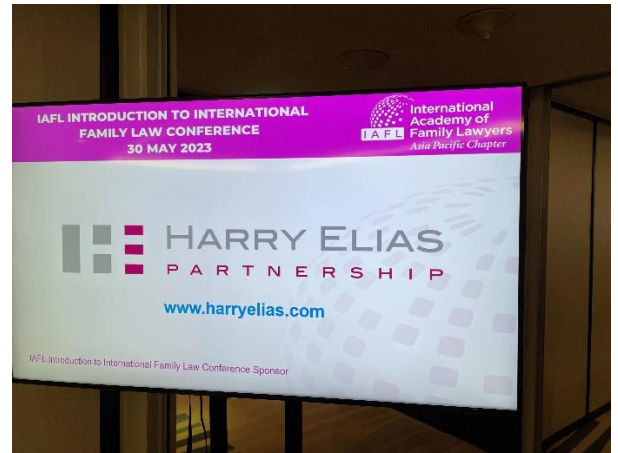 IAFL INTRODUCTION TO INTERNATIONAL
FAMILY LAW CONFERENCE
30 MAY 2023
IAFL
International
Academy of
Family Lawyers
Asia Pacific Chapter
HARRY ELIAS
PARTNERSHIP
www.harryelias.com
IAFL Introduction to International Family Law Conference Sponsor